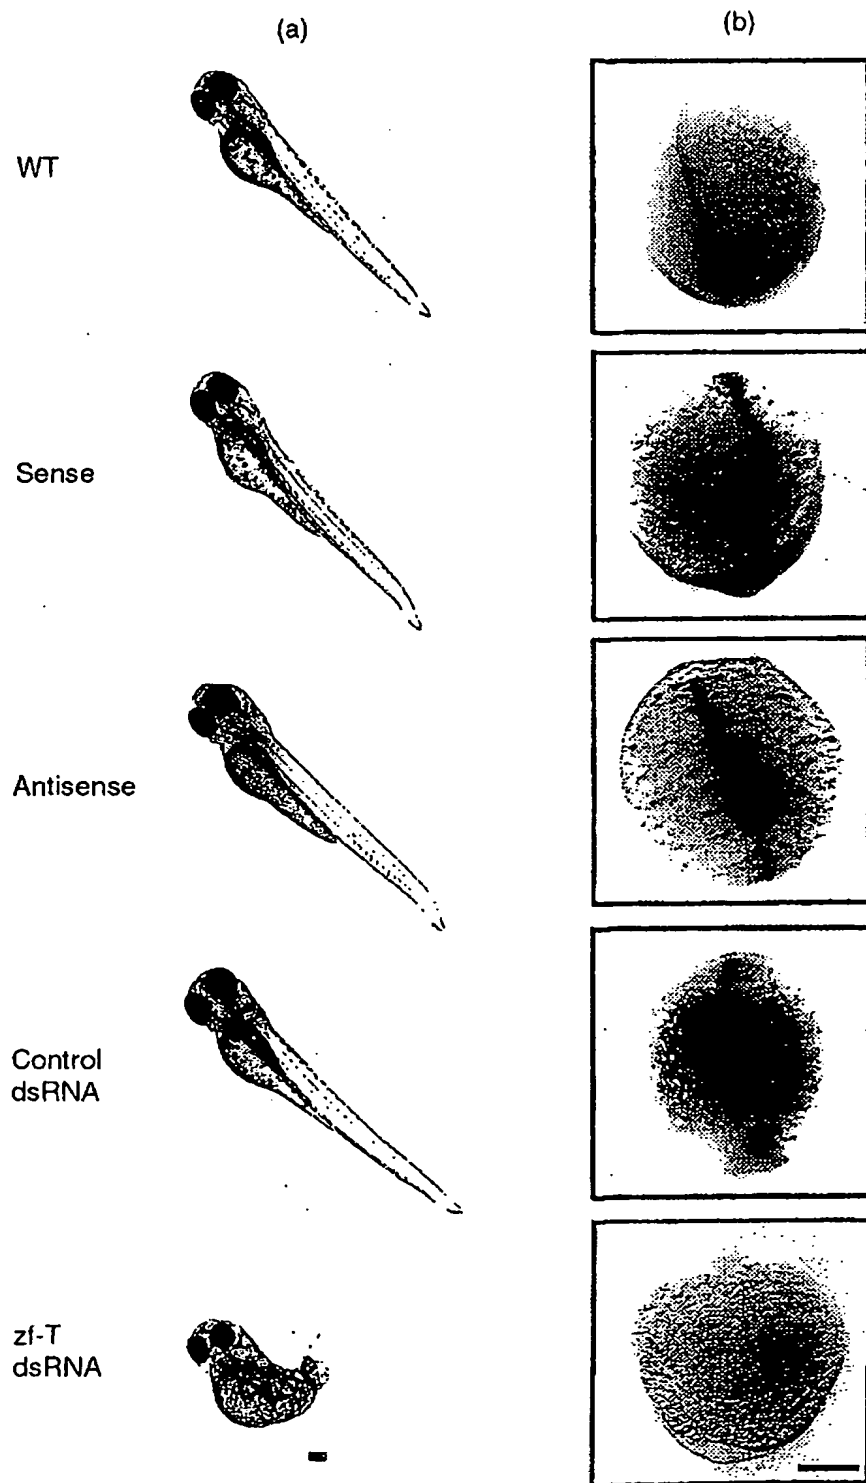 (a)
(b)
WT
Sense
Antisense
Control
dsRNA
zf-T
dsRNA